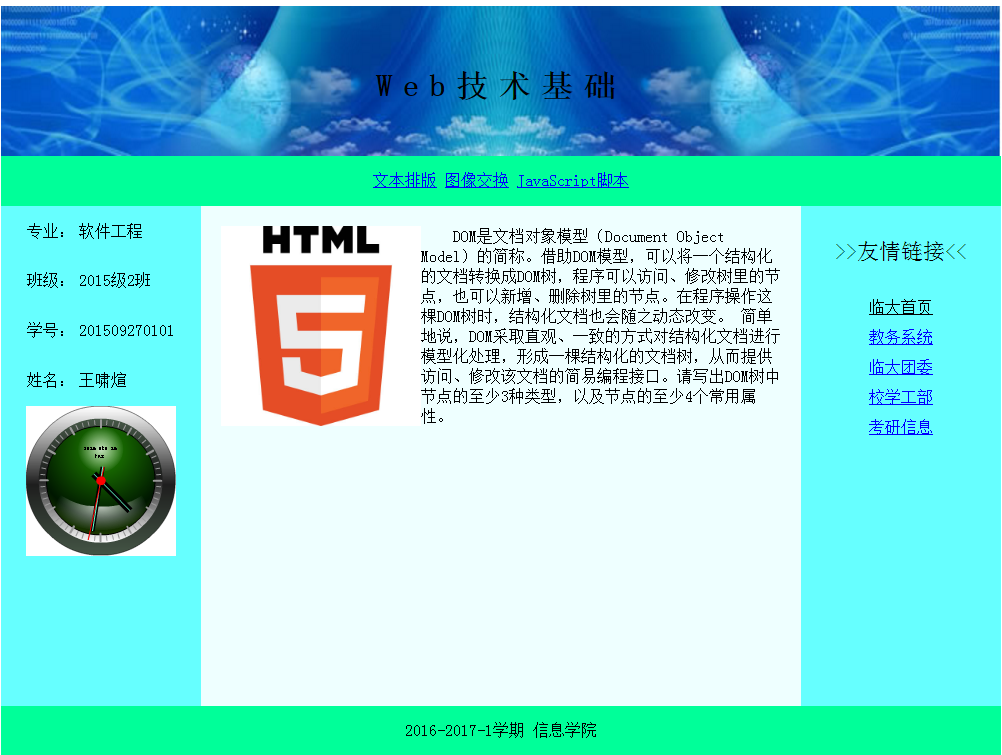 Web技术基础
文本排版 图像交换 JavaScript脚本
专业： 软件工程
班级： 2015级2班
学号： 201509270101
姓名： 王啸煊
HTML
5
DOM是文档对象模型（Document Object
Model）的简称。借助DOM模型，可以将一个结构化
的文档转换成DOM树，程序可以访问、修改树里的节
点，也可以新增、删除树里的节点。在程序操作这
棵DOM树时，结构化文档也会随之动态改变。 简单
地说，DOM采取直观、一致的方式对结构化文档进行
模型化处理，形成一棵结构化的文档树，从而提供
访问、修改该文档的简易编程接口。请写出DOM树中
节点的至少3种类型，以及节点的至少4个常用属
性。
>>友情链接<<
临大首页
教务系统
临大团委
校学工部
考研信息
2016-2017-1学期 信息学院